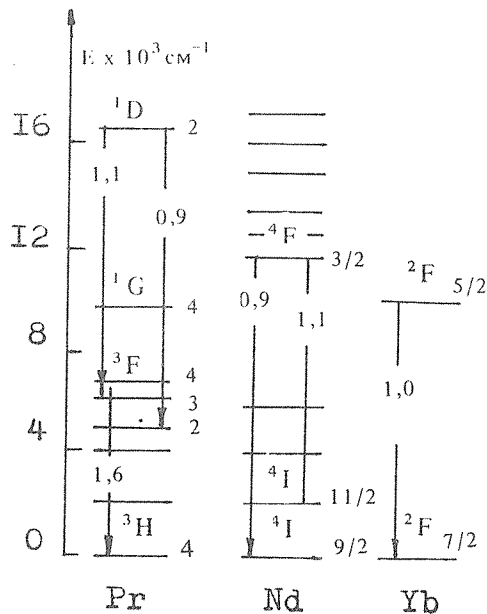 E x 10³ см⁻¹
I6
I2
8
4
0
¹D 2
1,1
0,9
¹G 4
³F 4
3
2
1,6
³H 4
Pr
⁴F 3/2
0,9
1,1
⁴I 11/2
⁴I 9/2
Nd
²F 5/2
1,0
²F 7/2
Yb